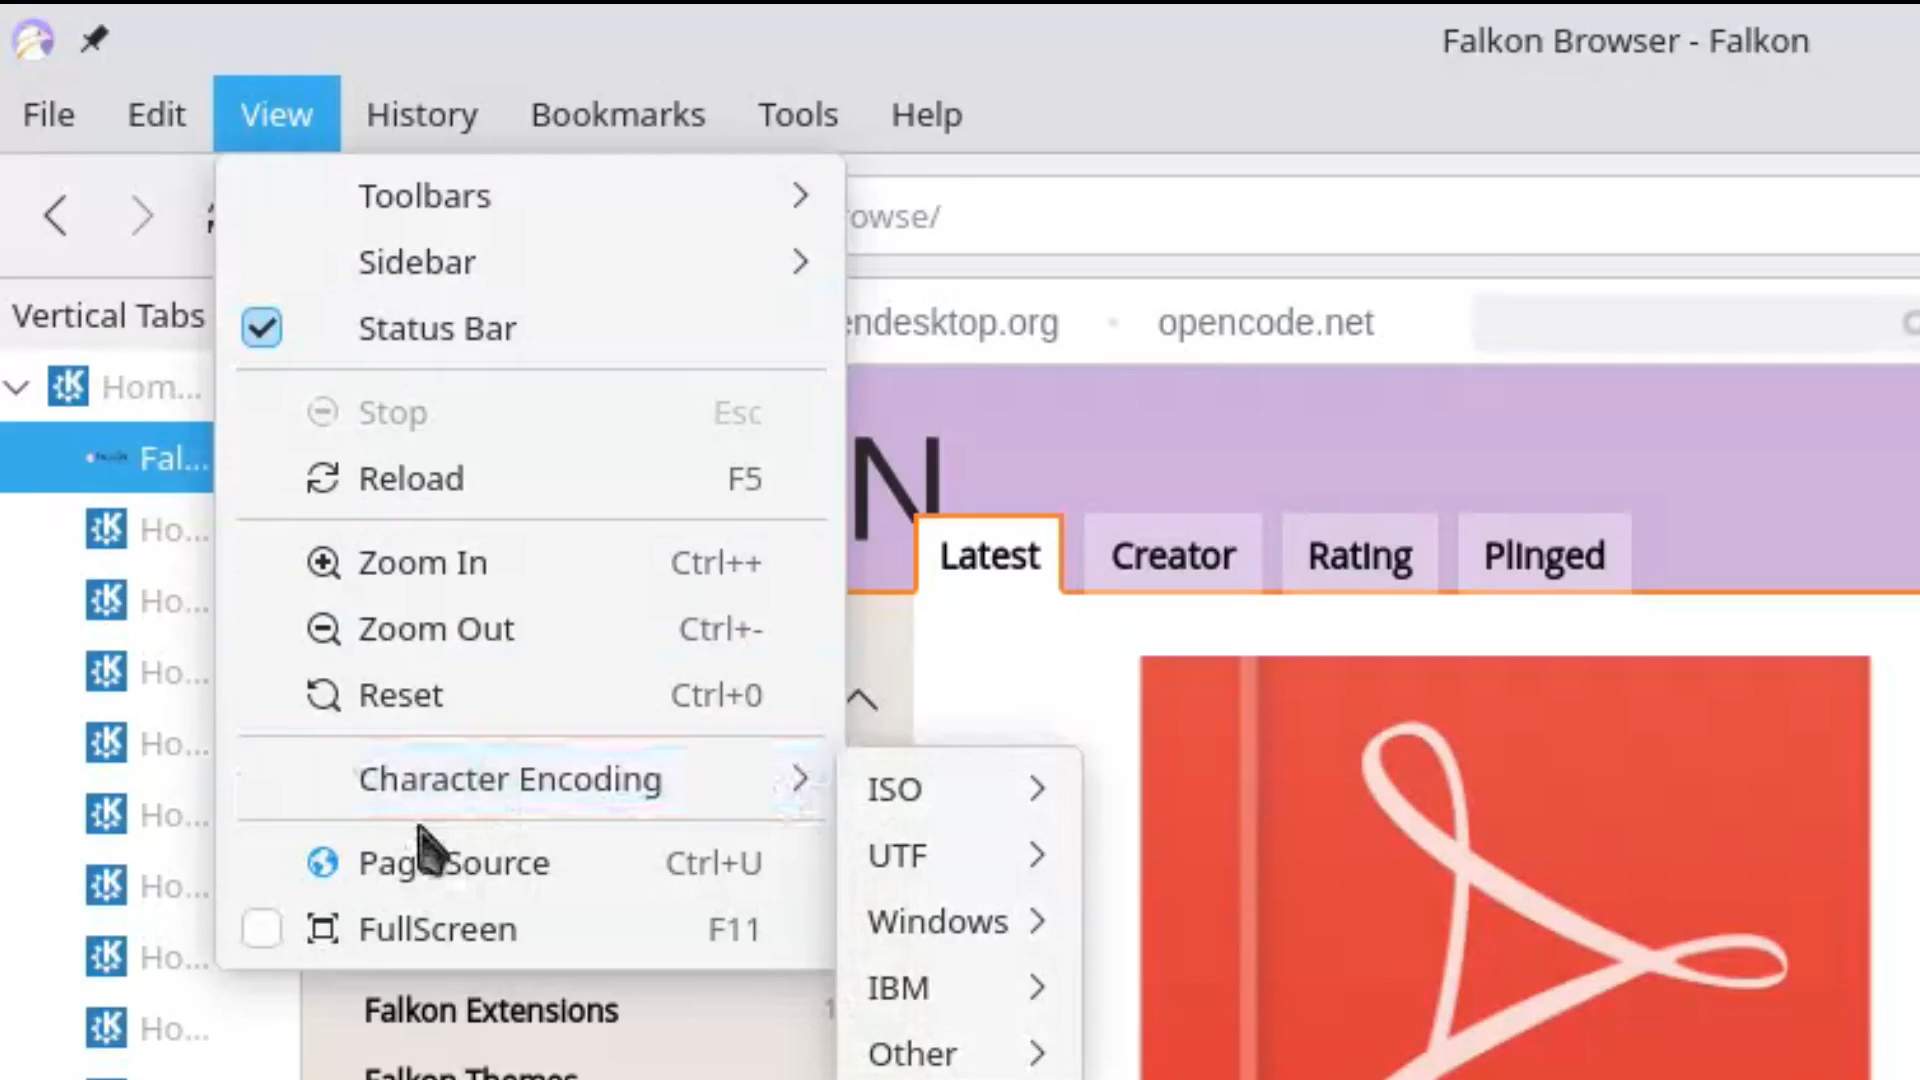 Falkon Browser - Falkon
File Edit View History Bookmarks Tools Help
Toolbars
owse/
Sidebar
Vertical Tabs
Status Bar
endesktop.org
opencode.net
Hom...
Stop Esc
Fal...
Reload F5
N
Ho...
Zoom In Ctrl++
Latest Creator Rating Plinged
Ho...
Zoom Out Ctrl+-
Ho...
Reset Ctrl+0
Ho...
Character Encoding
ISO
Ho...
Page Source Ctrl+U
UTF
Ho...
FullScreen F11
Windows
Ho...
IBM
Falkon Extensions
Ho...
Other
Falkon Themes